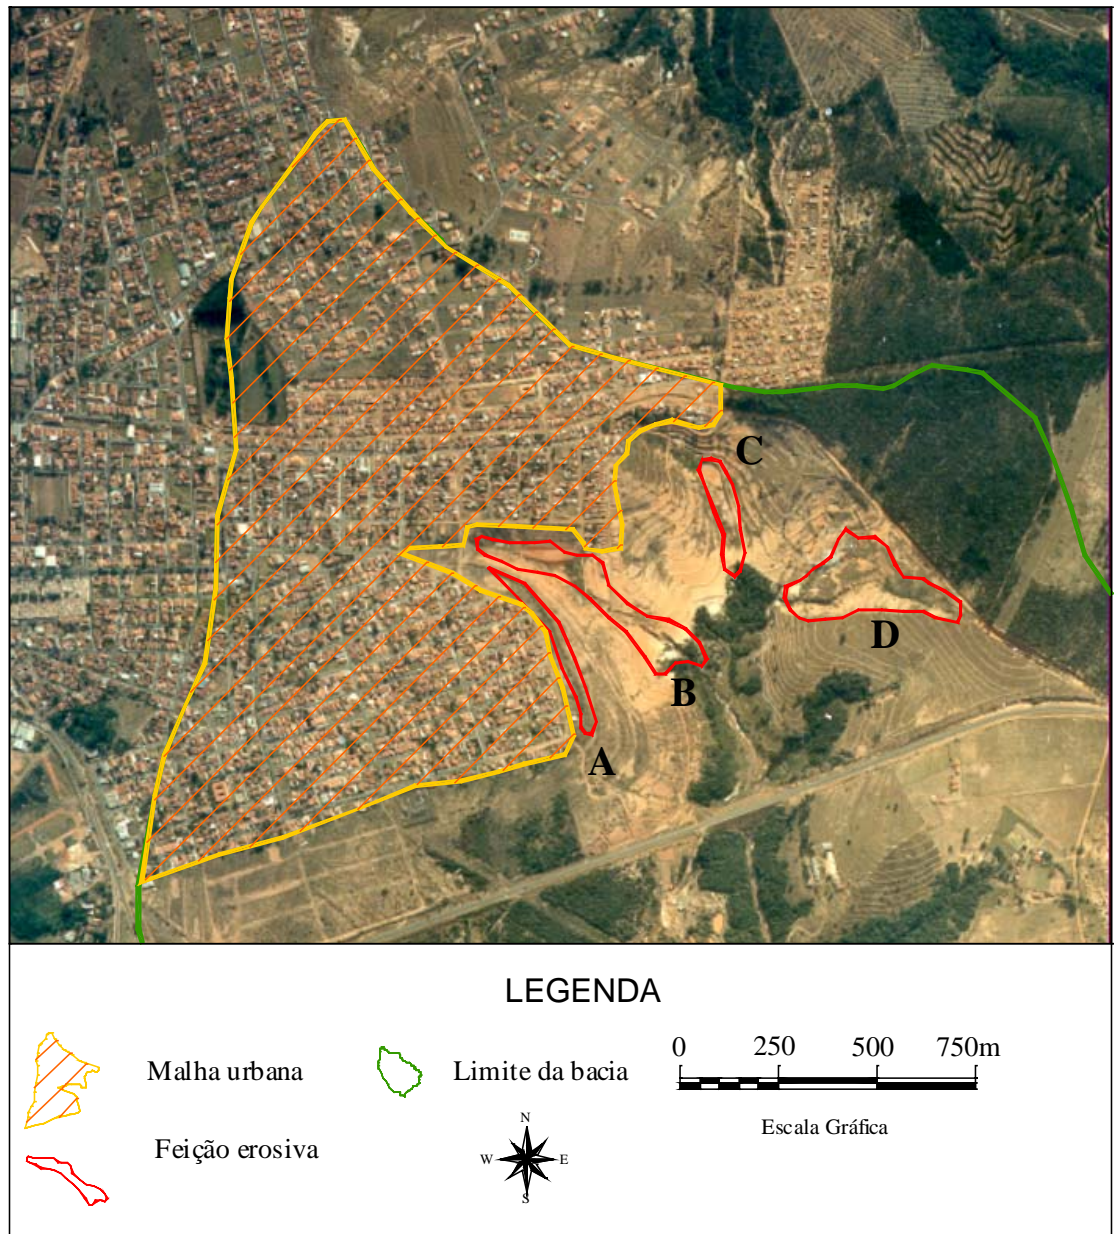 C
D
B
A
LEGENDA
0 250 500 750m
Malha urbana
Limite da bacia
Escala Gráfica
Feição erosiva
N
W E
S